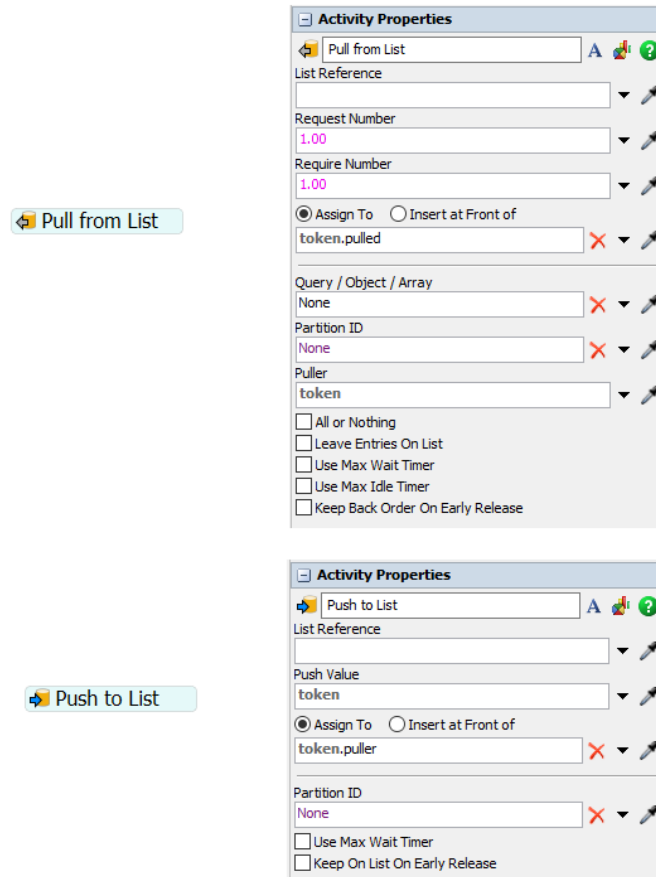 Activity Properties
Pull from List
A
?
List Reference
Request Number
1.00
Require Number
1.00
Pull from List
Assign To Insert at Front of
token.pulled
Query / Object / Array
None
Partition ID
None
Puller
token
All or Nothing
Leave Entries On List
Use Max Wait Timer
Use Max Idle Timer
Keep Back Order On Early Release
Activity Properties
Push to List
A
?
List Reference
Push Value
token
Push to List
Assign To Insert at Front of
token.puller
Partition ID
None
Use Max Wait Timer
Keep On List On Early Release